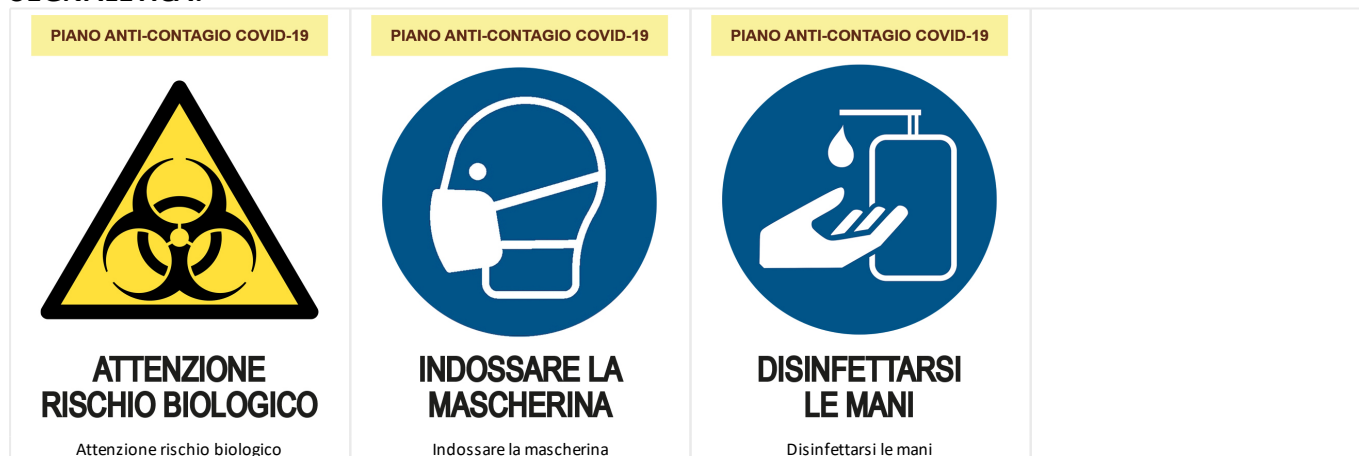 PIANO ANTI-CONTAGIO COVID-19
ATTENZIONE
RISCHIO BIOLOGICO
Attenzione rischio biologico
PIANO ANTI-CONTAGIO COVID-19
INDOSSARE LA
MASCHERINA
Indossare la mascherina
PIANO ANTI-CONTAGIO COVID-19
DISINFETTARSI
LE MANI
Disinfettarsi le mani